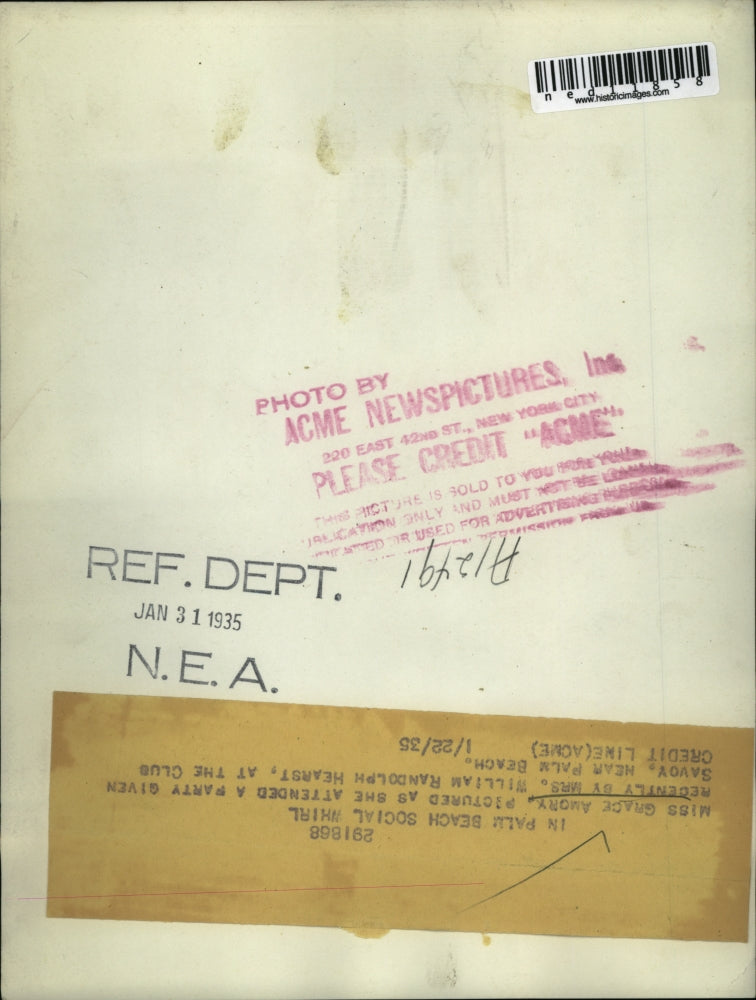 ned11858
www.historicimages.com
PHOTO BY
ACME NEWSPICTURES, Inc.
220 EAST 42ND ST., NEW YORK CITY
PLEASE CREDIT "ACME".
THIS PICTURE IS SOLD TO YOU FOR YOUR
PUBLICATION ONLY AND MUST NOT BE LOANED
OR USED FOR ADVERTISING PURPOSES
PERMISSION FROM US
A12491
REF. DEPT.
JAN 31 1935
N.E.A.
291868
IN PALM BEACH SOCIAL WHIRL
MISS GRACE AMORY PICTURED AS SHE ATTENDED A PARTY GIVEN
RECENTLY BY MRS. WILLIAM RANDOLPH HEARST, AT THE CLUB
SAVOY, NEAR PALM BEACH.
CREDIT LINE(ACME) 1/22/35